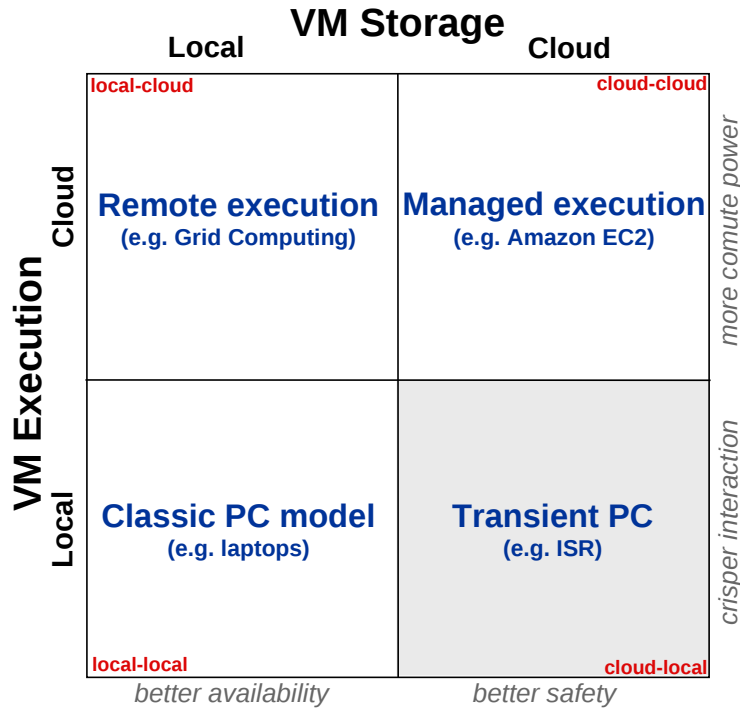 VM Storage
Local
Cloud
local-cloud
cloud-cloud
Remote execution
(e.g. Grid Computing)
Managed execution
(e.g. Amazon EC2)
VM Execution
Cloud
Local
more comute power
crisper interaction
Classic PC model
(e.g. laptops)
Transient PC
(e.g. ISR)
local-local
cloud-local
better availability
better safety